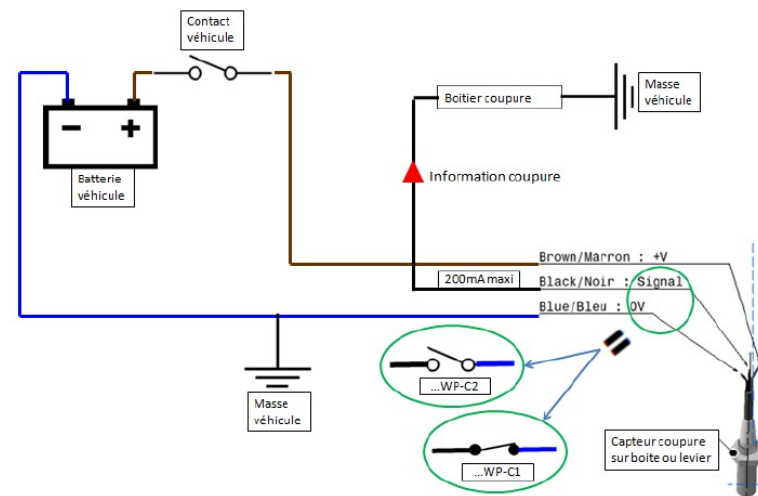 Contact
véhicule
Batterie
véhicule
Boitier coupure
Masse
véhicule
Information coupure
Brown/Marron : +V
200mA maxi
Black/Noir : Signal
Blue/Bleu : 0V
Masse
véhicule
...WP-C2
...WP-C1
Capteur coupure
sur boite ou levier